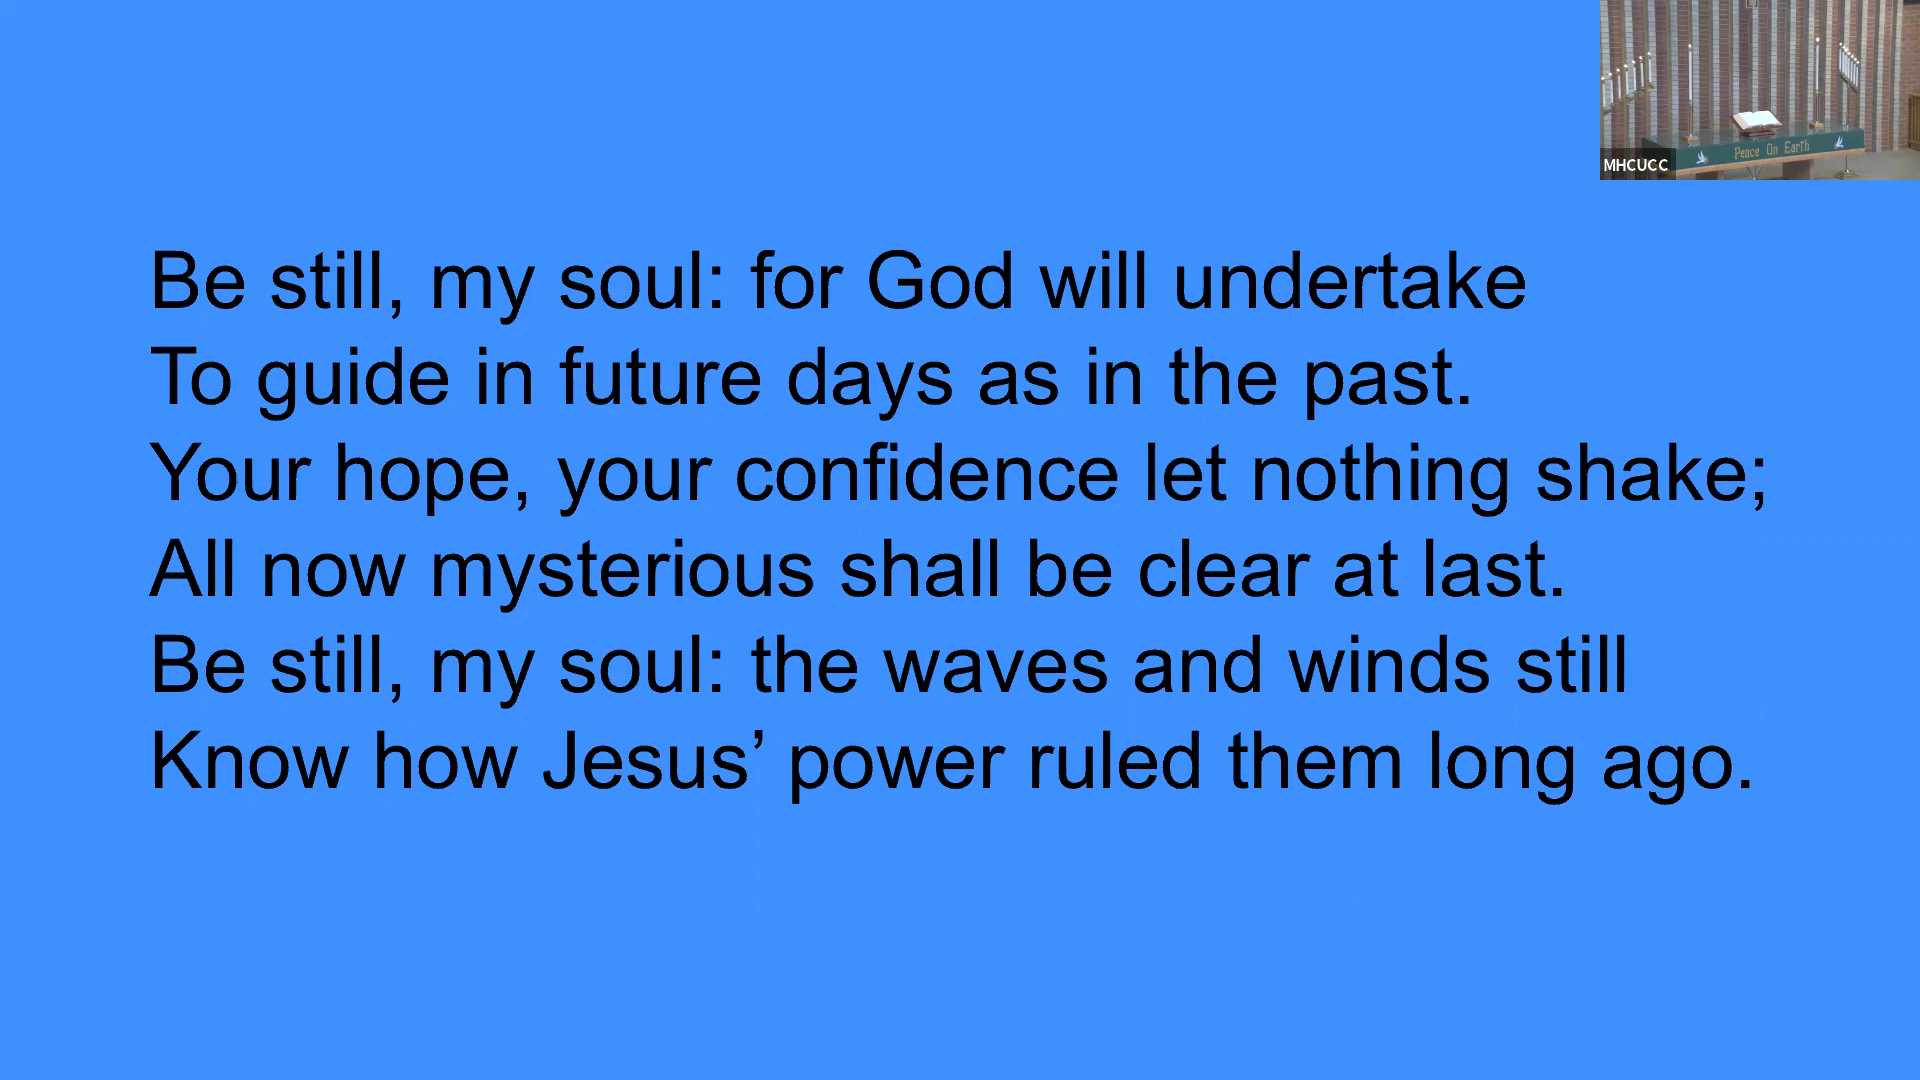 Be still, my soul: for God will undertake
To guide in future days as in the past.
Your hope, your confidence let nothing shake;
All now mysterious shall be clear at last.
Be still, my soul: the waves and winds still
Know how Jesus’ power ruled them long ago.
Peace On Earth
MHCUCC